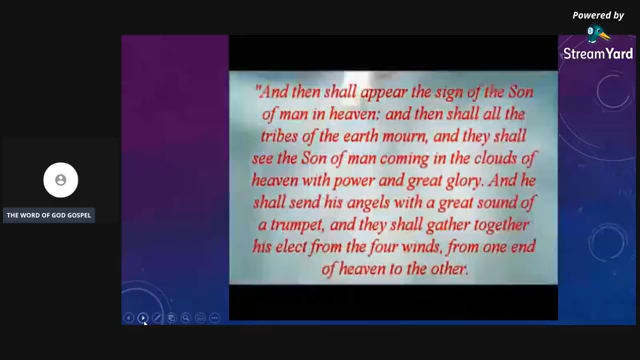 Powered by
StreamYard
"And then shall appear the sign of the Son
of man in heaven: and then shall all the
tribes of the earth mourn, and they shall
see the Son of man coming in the clouds of
heaven with power and great glory. And he
shall send his angels with a great sound of
a trumpet, and they shall gather together
his elect from the four winds, from one end
of heaven to the other.
THE WORD OF GOD GOSPEL